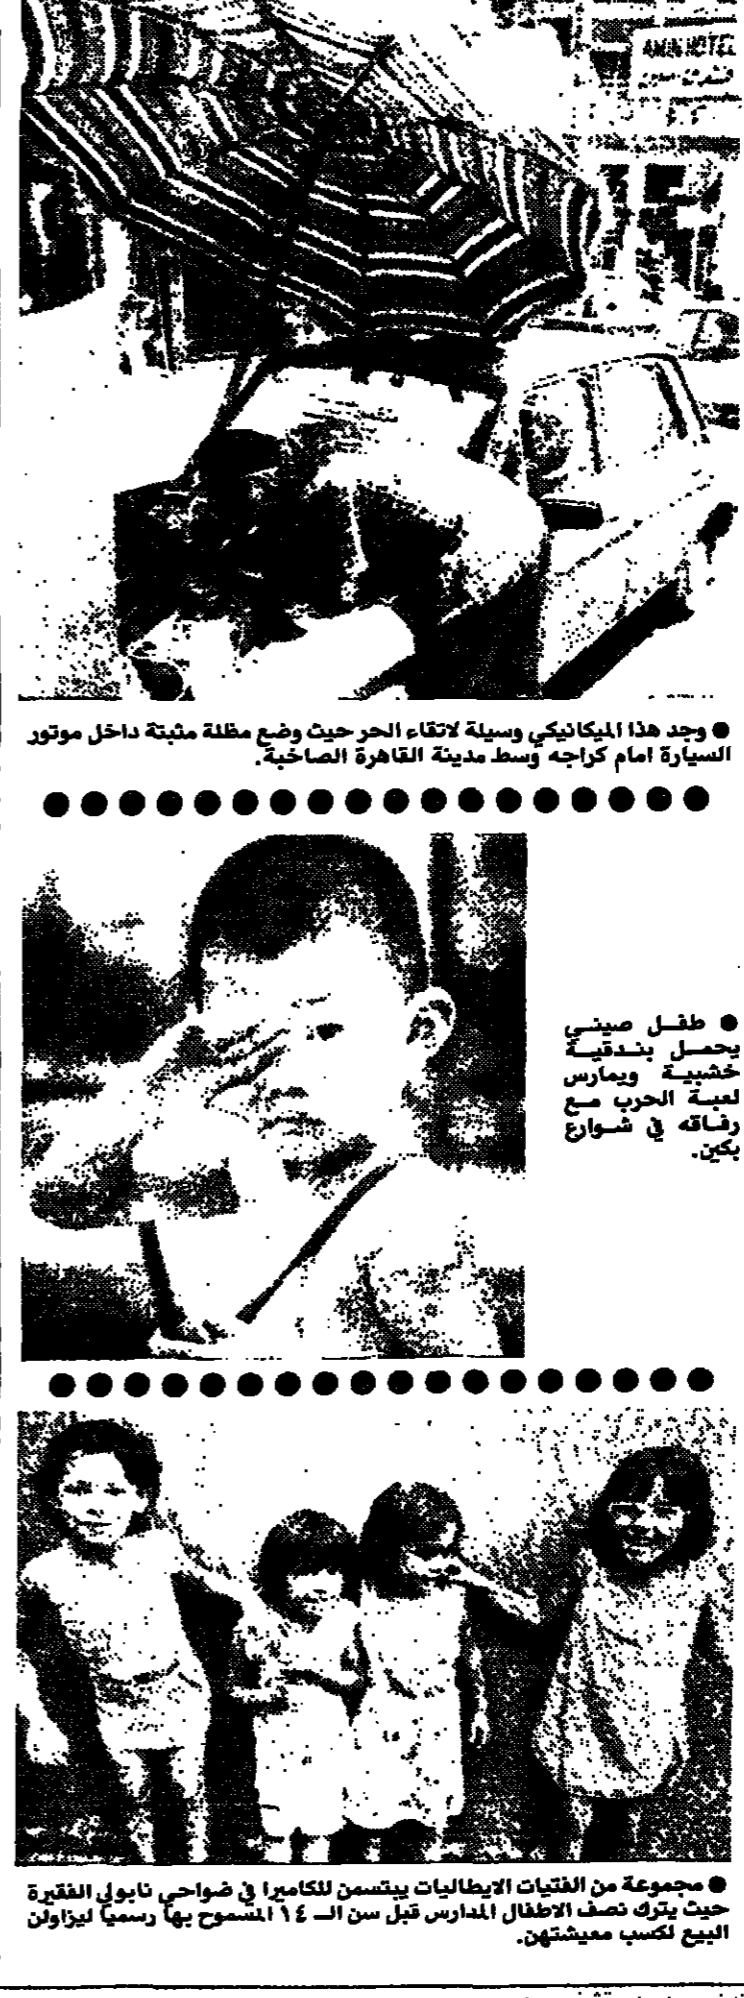 AMIN HOTEL
● وجد هذا الميكانيكي وسيلة لاتقاء الحر حيث وضع مظلة مثبتة داخل موتور
السيارة امام كراجه وسط مدينة القاهرة الصاخبة.
● طفل صيني
يحمل بندقية
خشبية ويمارس
لعبة الحرب مع
رفاقه في شوارع
بكين.
● مجموعة من الفتيات الايطاليات يبتسمن للكاميرا في ضواحي نابولي الفقيرة
حيث يترك نصف الاطفال المدارس قبل سن الـ ١٤ المسموح بها رسميا ليزاولن
البيع لكسب معيشتهن.